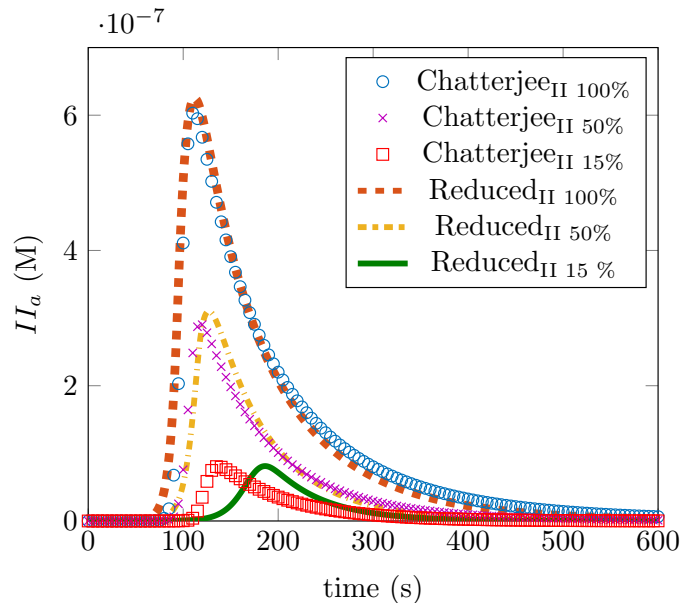 ·10⁻⁷
6
4
2
0
0 100 200 300 400 500 600
II_a (M)
time (s)
Chatterjee_II 100%
Chatterjee_II 50%
Chatterjee_II 15%
Reduced_II 100%
Reduced_II 50%
Reduced_II 15 %